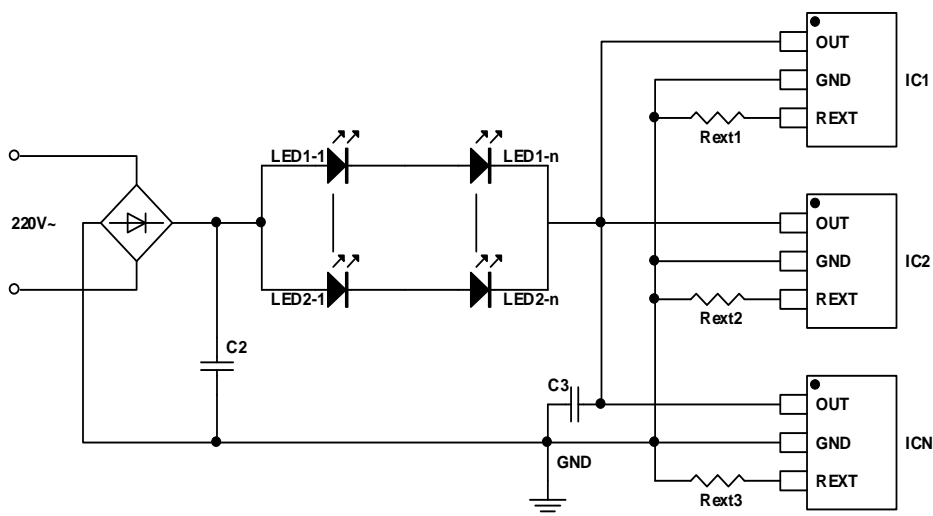 OUT
GND
IC1
REXT
Rext1
LED1-1
LED1-n
220V~
OUT
GND
IC2
REXT
Rext2
LED2-1
LED2-n
C2
C3
OUT
GND
ICN
GND
REXT
Rext3